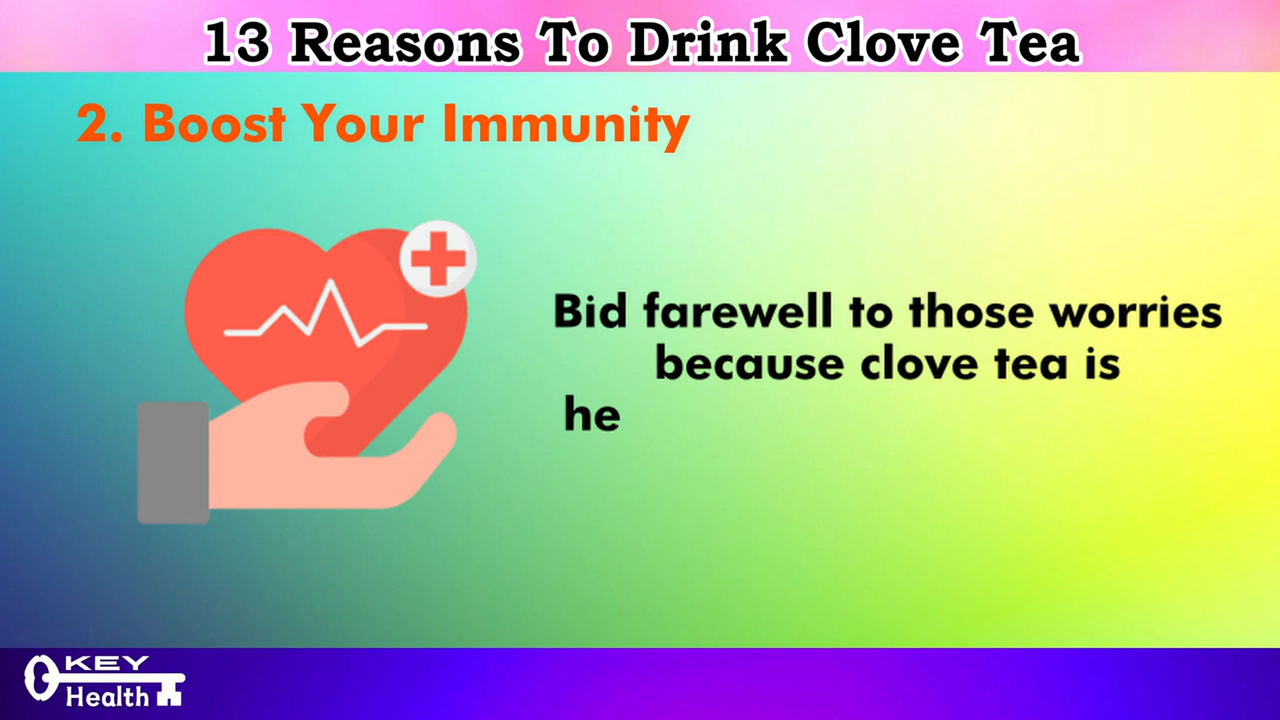 13 Reasons To Drink Clove Tea
2. Boost Your Immunity
Bid farewell to those worries
because clove tea is
he
KEY
Health